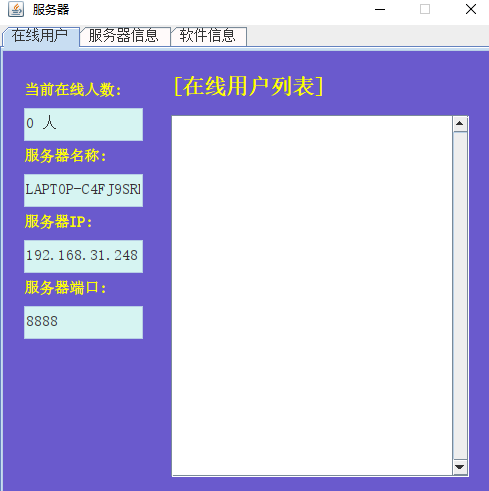 服务器
在线用户 服务器信息 软件信息
当前在线人数:
[在线用户列表]
0 人
服务器名称:
服务器IP:
192.168.31.248
服务器端口:
8888